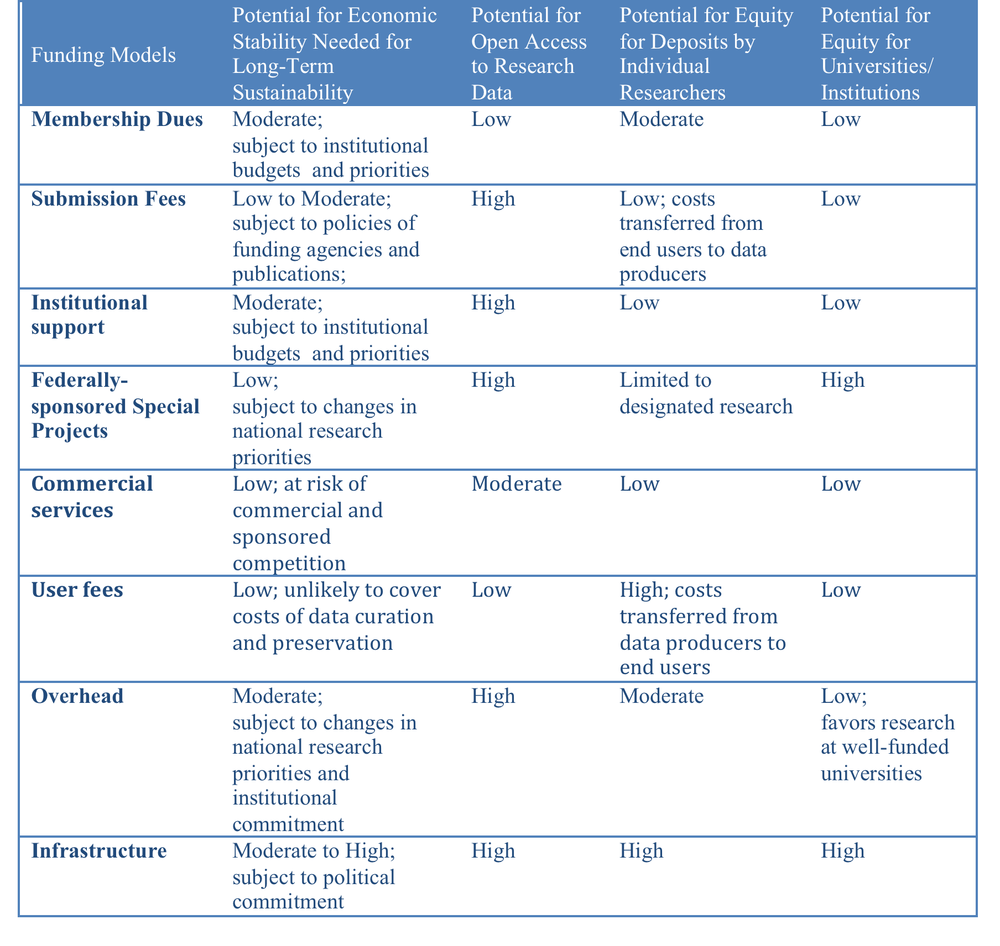 Funding Models
Potential for Economic
Stability Needed for
Long-Term
Sustainability
Potential for
Open Access
to Research
Data
Potential for Equity
for Deposits by
Individual
Researchers
Potential for
Equity for
Universities/
Institutions
Membership Dues
Moderate;
subject to institutional
budgets  and priorities
Low
Moderate
Low
Submission Fees
Low to Moderate;
subject to policies of
funding agencies and
publications;
High
Low; costs
transferred from
end users to data
producers
Low
Institutional
support
Moderate;
subject to institutional
budgets  and priorities
High
Low
Low
Federally-
sponsored Special
Projects
Low;
subject to changes in
national research
priorities
High
Limited to
designated research
High
Commercial
services
Low; at risk of
commercial and
sponsored
competition
Moderate
Low
Low
User fees
Low; unlikely to cover
costs of data curation
and preservation
Low
High; costs
transferred from
data producers to
end users
Low
Overhead
Moderate;
subject to changes in
national research
priorities and
institutional
commitment
High
Moderate
Low;
favors research
at well-funded
universities
Infrastructure
Moderate to High;
subject to political
commitment
High
High
High